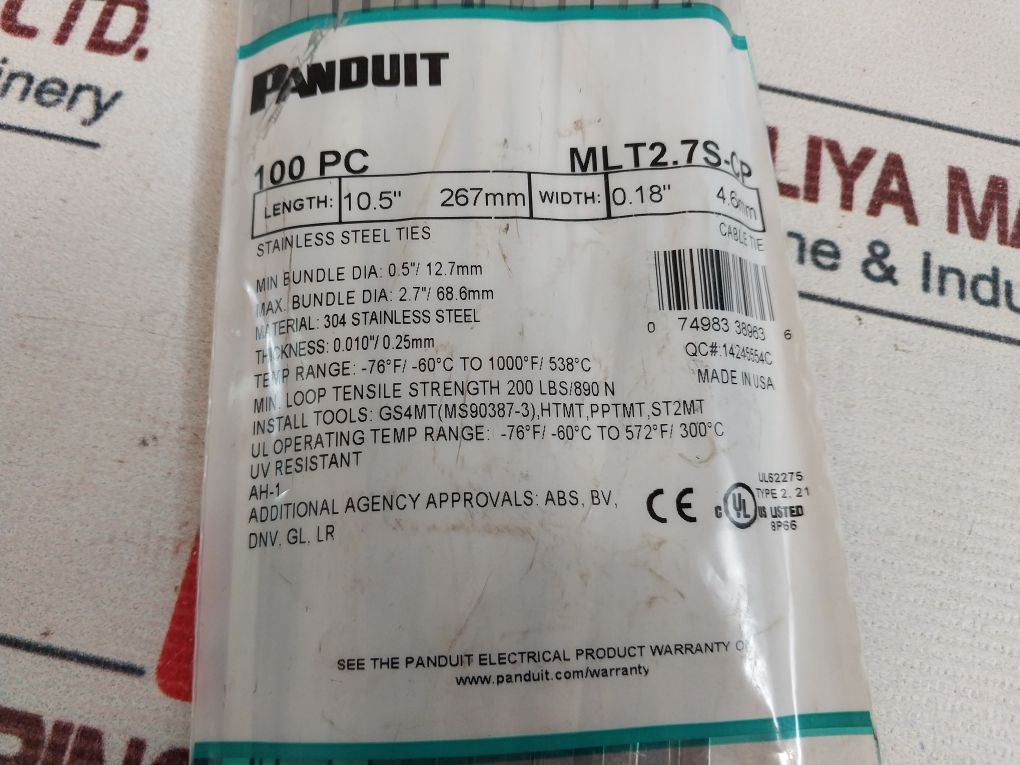 LTD.
inery
PANDUIT
100 PC MLT2.7S-CP
LENGTH: 10.5" 267mm WIDTH: 0.18" 4.6mm
STAINLESS STEEL TIES CABLE TIE
MIN BUNDLE DIA: 0.5"/ 12.7mm
MAX. BUNDLE DIA: 2.7"/ 68.6mm
MATERIAL: 304 STAINLESS STEEL
THICKNESS: 0.010"/ 0.25mm
TEMP RANGE: -76°F/ -60°C TO 1000°F/ 538°C
MIN. LOOP TENSILE STRENGTH 200 LBS/890 N
INSTALL TOOLS: GS4MT(MS90387-3),HTMT,PPTMT,ST2MT
UL OPERATING TEMP RANGE: -76°F/ -60°C TO 572°F/ 300°C
UV RESISTANT
AH-1
ADDITIONAL AGENCY APPROVALS: ABS, BV,
DNV, GL, LR
0 74983 38963 6
QC#:14245554C
MADE IN USA
CE
UL62275
TYPE 2, 21
C UL US LISTED
9P66
SEE THE PANDUIT ELECTRICAL PRODUCT WARRANTY O
www.panduit.com/warranty
LIYA MA
ne & Indu
RING